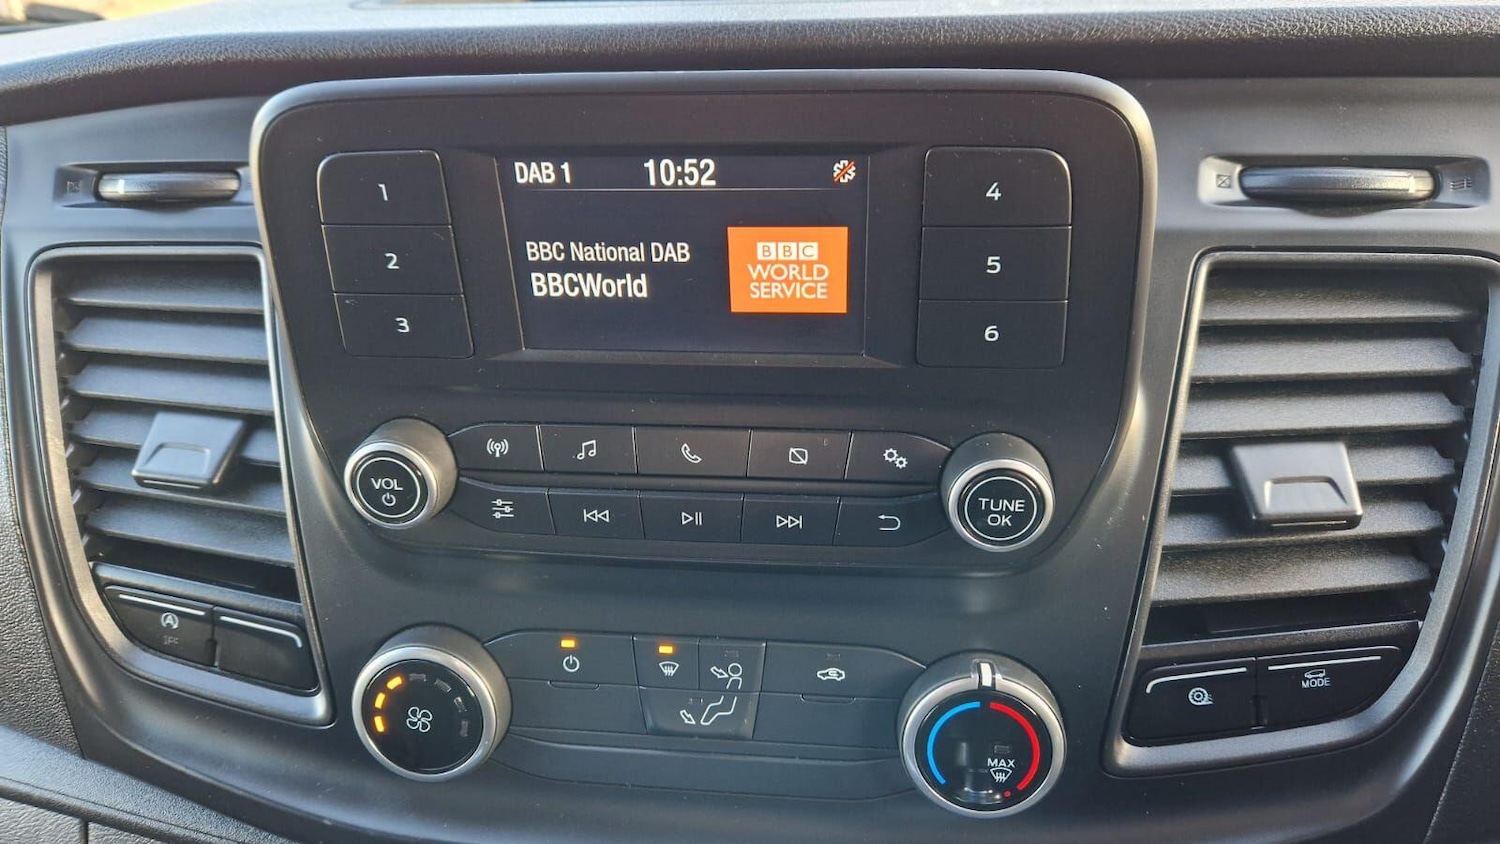 DAB 1 10:52
BBC National DAB
BBCWorld
BBC
WORLD
SERVICE
1
2
3
4
5
6
VOL
TUNE
OK
A
OFF
MAX
MODE